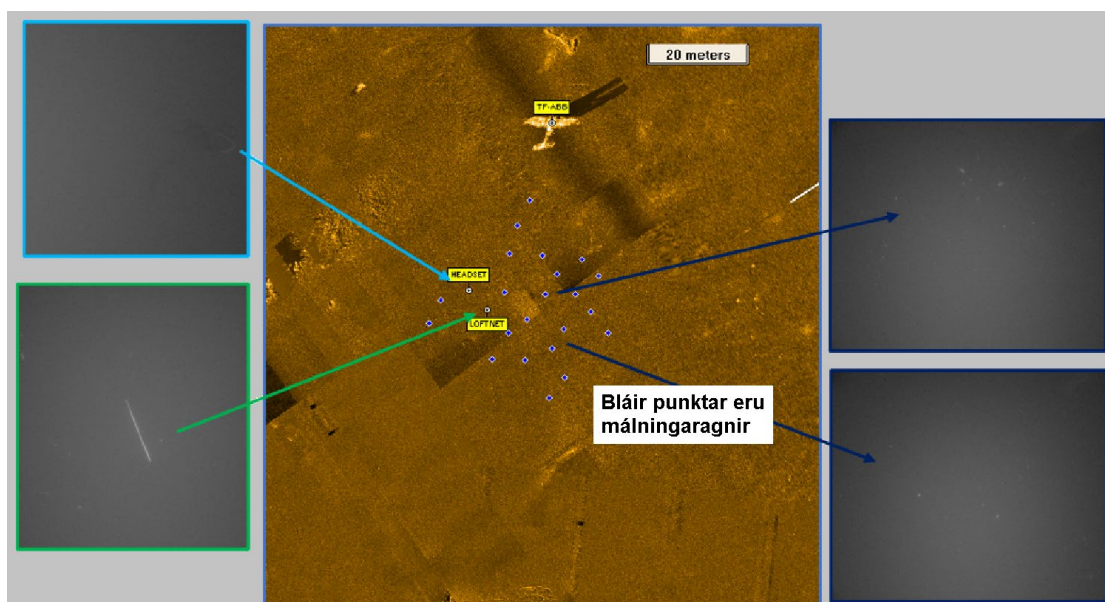 20 meters
TF-ABB
HEADSET
LOFTNET
Bláir punktar eru
málningaragnir